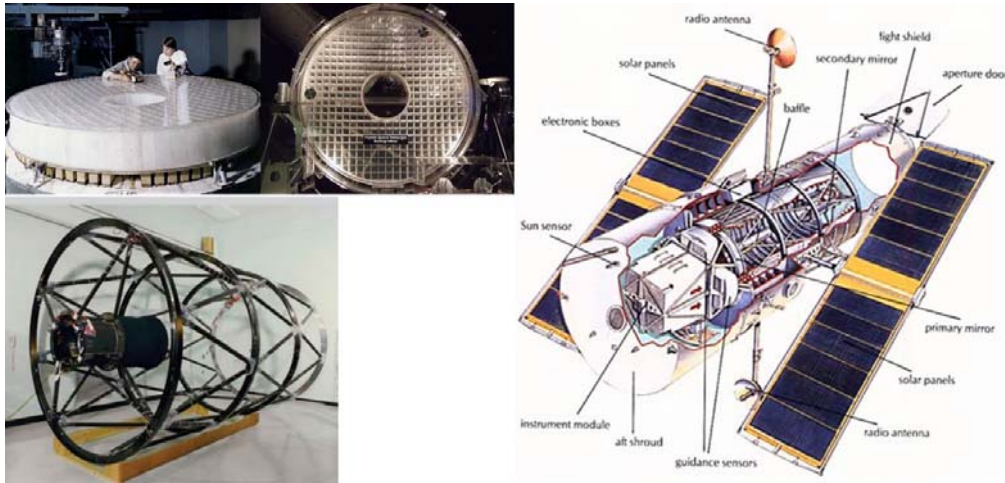 radio antenna
fight shield
secondary mirror
solar panels
aperture door
baffle
electronic boxes
Sun sensor
primary mirror
solar panels
instrument module
radio antenna
aft shroud
guidance sensors